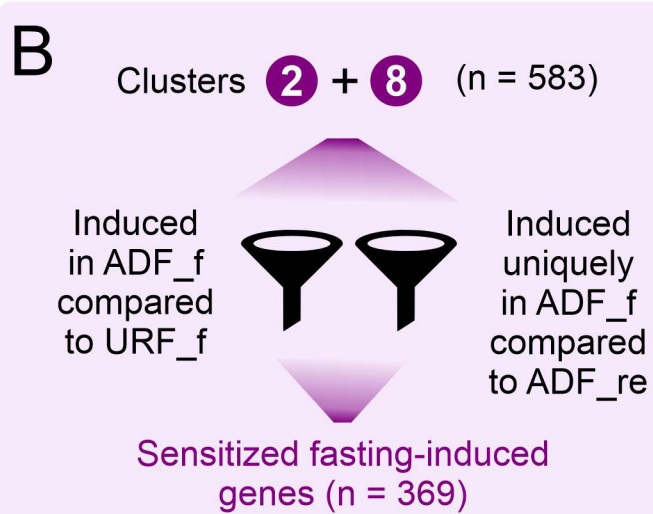 B
Clusters 2 + 8 (n = 583)
Induced
in ADF_f
compared
to URF_f
Induced
uniquely
in ADF_f
compared
to ADF_re
Sensitized fasting-induced
genes (n = 369)